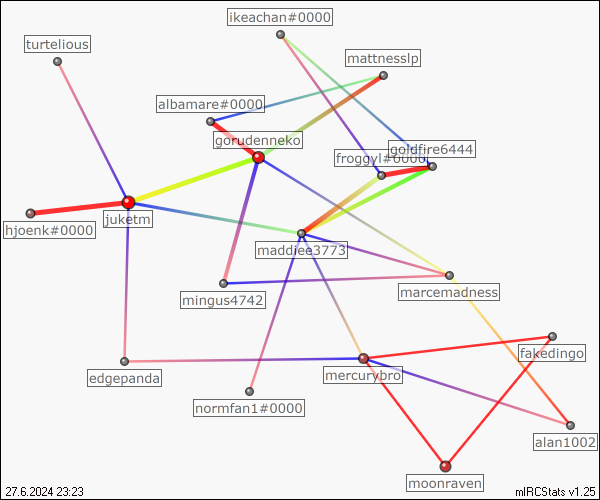 ikeachan#0000
turtelious
mattnesslp
albamare#0000
gorudenneko
goldfire6444
froggyl#0000
juketm
hjoenk#0000
maddiee3773
marcemadness
mingus4742
fakedingo
edgepanda
mercurybro
normfan1#0000
alan1002
moonraven
27.6.2024 23:23
mIRCStats v1.25